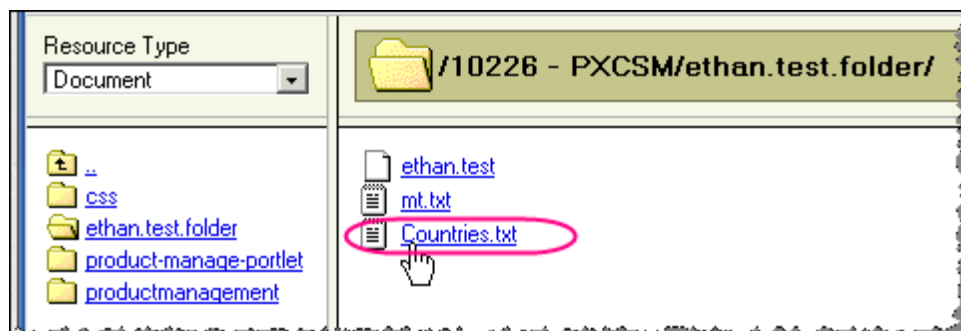 Resource Type
Document
/10226 - PXCSM/ethan.test.folder/
..
css
ethan.test.folder
product-manage-portlet
productmanagement
ethan.test
mt.txt
Countries.txt